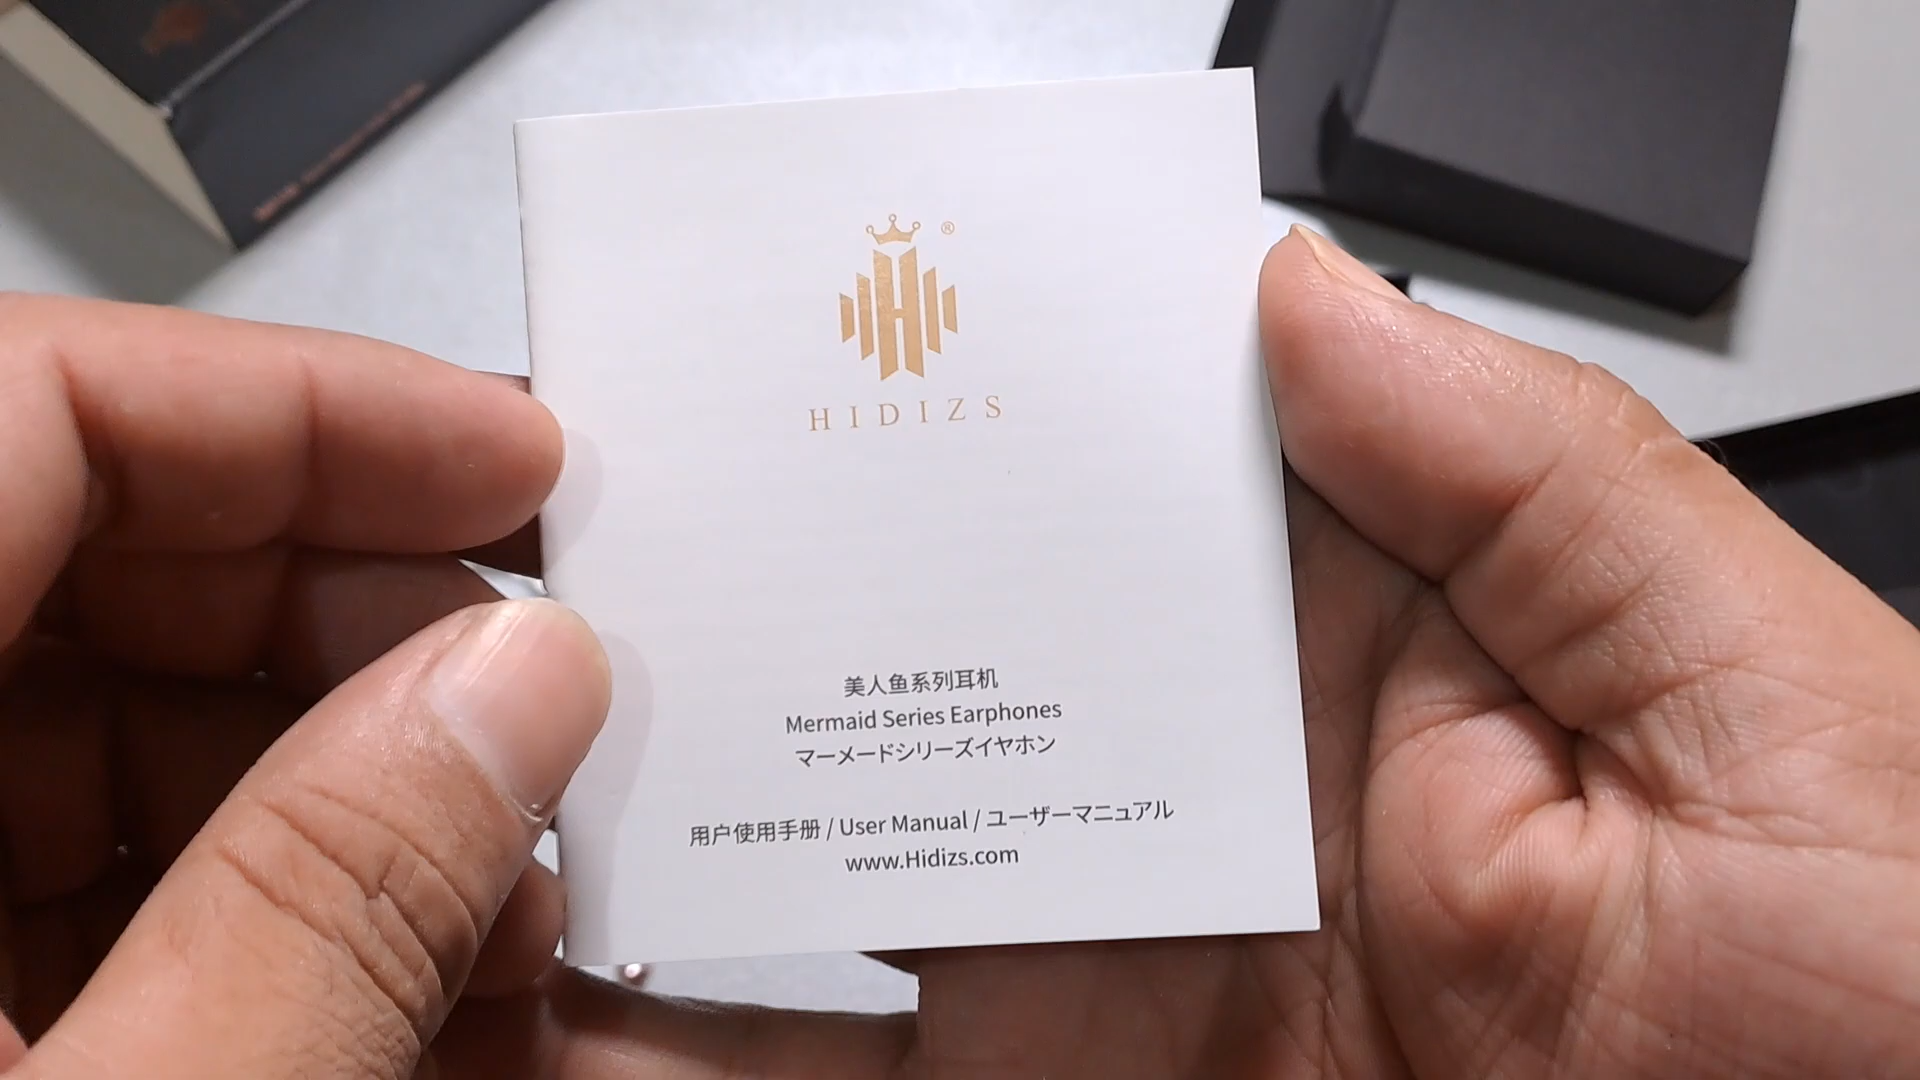 ®
HIDIZS
美人鱼系列耳机
Mermaid Series Earphones
マーメードシリーズイヤホン
用户使用手册 / User Manual / ユーザーマニュアル
www.Hidizs.com